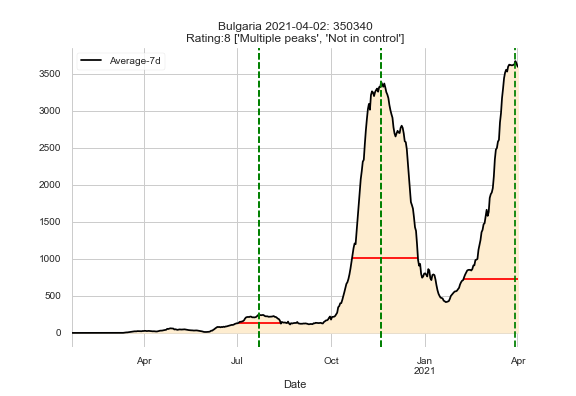 Bulgaria 2021-04-02: 350340
Rating:8 ['Multiple peaks', 'Not in control']
Average-7d
3500
3000
2500
2000
1500
1000
500
0
Apr
Jul
Oct
Jan
2021
Apr
Date